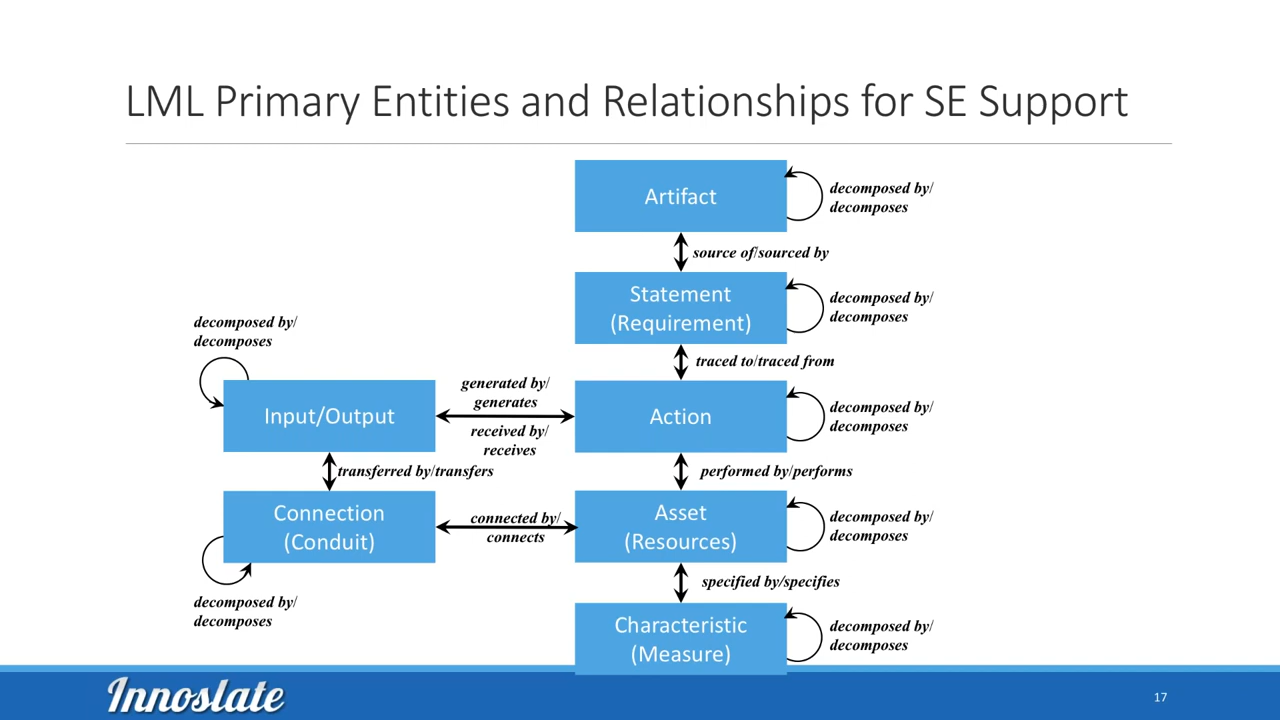 LML Primary Entities and Relationships for SE Support
Artifact
decomposed by/
decomposes
source of/sourced by
Statement
(Requirement)
decomposed by/
decomposes
traced to/traced from
decomposed by/
decomposes
Input/Output
generated by/
generates
received by/
receives
Action
decomposed by/
decomposes
transferred by/transfers
performed by/performs
Connection
(Conduit)
connected by/
connects
Asset
(Resources)
decomposed by/
decomposes
decomposed by/
decomposes
specified by/specifies
Characteristic
(Measure)
decomposed by/
decomposes
Innoslate
17